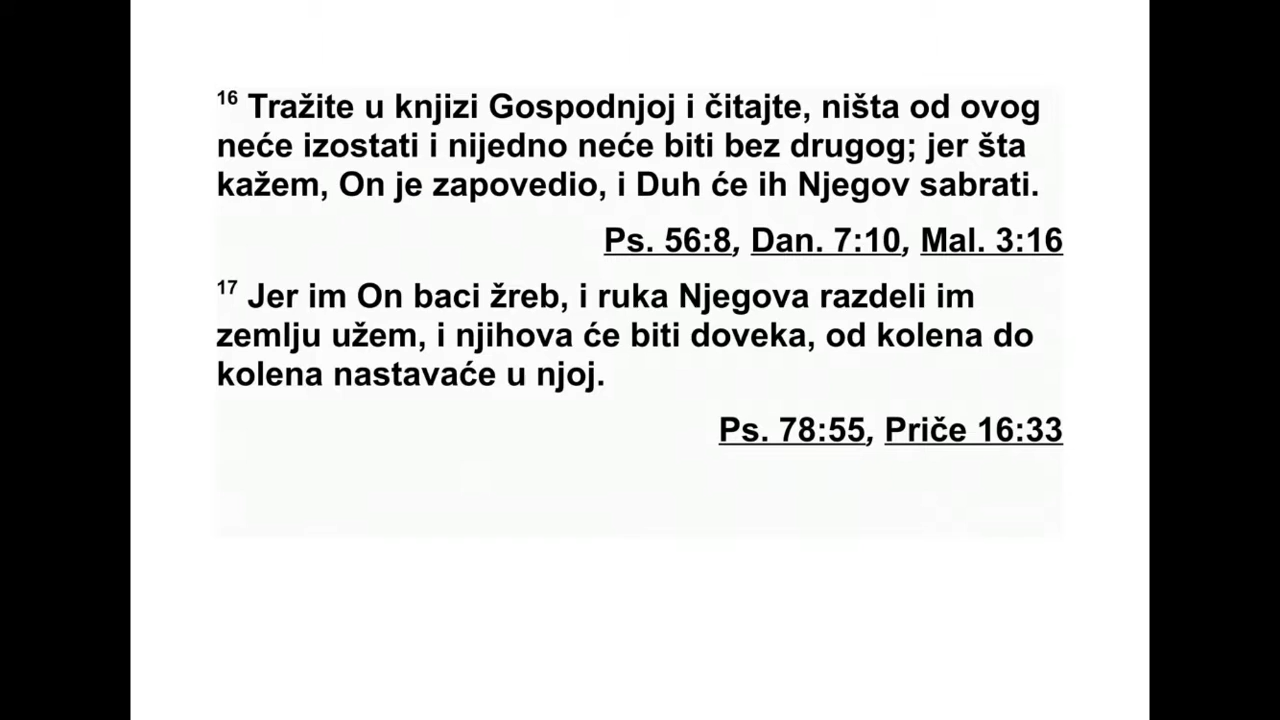 16 Tražite u knjizi Gospodnjoj i čitajte, ništa od ovog
neće izostati i nijedno neće biti bez drugog; jer šta
kažem, On je zapovedio, i Duh će ih Njegov sabrati.
Ps. 56:8, Dan. 7:10, Mal. 3:16
17 Jer im On baci žreb, i ruka Njegova razdeli im
zemlju užem, i njihova će biti doveka, od kolena do
kolena nastavaće u njoj.
Ps. 78:55, Priče 16:33